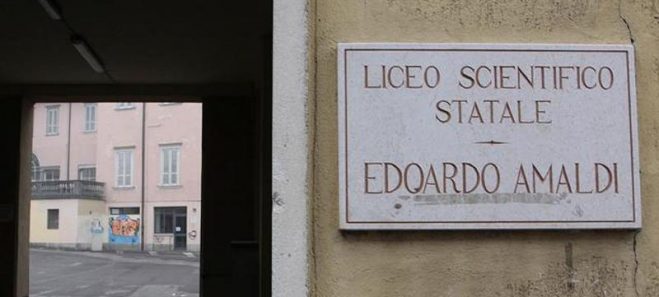 LICEO SCIENTIFICO
STATALE
EDOARDO AMALDI